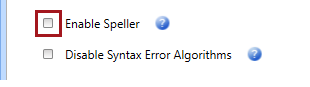 Enable Speller ?
Disable Syntax Error Algorithms ?